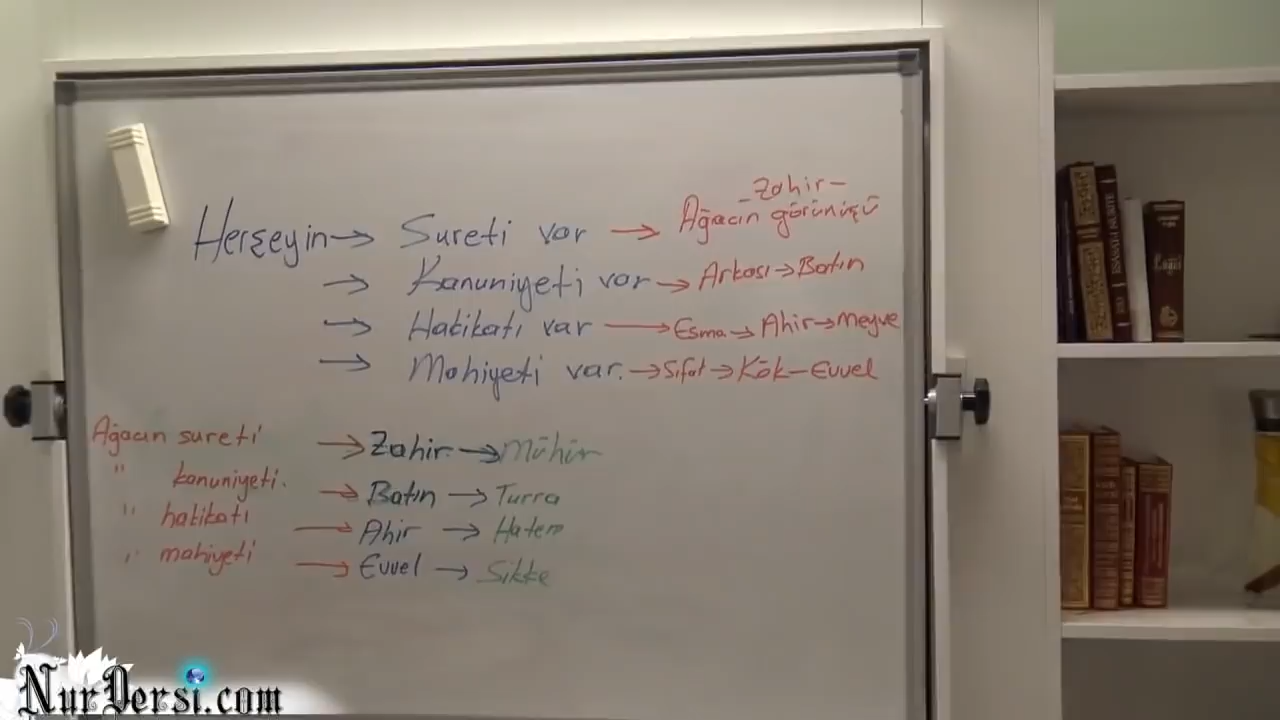 Zahir-
Herşeyin → Sureti var → Ağacın görünüşü
→ Kanuniyeti var → Arkası → Batın
→ Hakikatı var → Esma → Ahir → Meyve
→ Mahiyeti var. → Sıfat → Kök-Evvel
Ağacın sureti → Zahir. → Mühür
" kanuniyeti. → Batın → Turra
" hakikatı → Ahir → Hatem
" mahiyeti → Evvel → Sikke
NurDersi.com